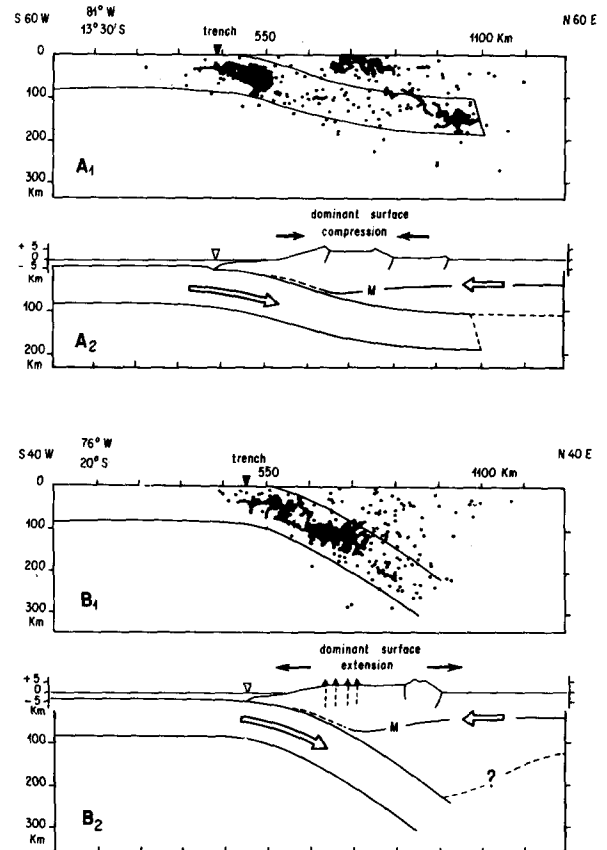 S 60 W 81° W N 60 E
13° 30' S trench 550 1100 Km
0
100
200
300
Km
A1
dominant surface
compression
+ 5
0
- 5
Km
M
100
200
Km
A2
S 40 W 76° W N 40 E
20° S trench 550 1100 Km
0
100
200
300
Km
B1
dominant surface
extension
+5
0
-5
Km
M
100
?
200
300
Km
B2